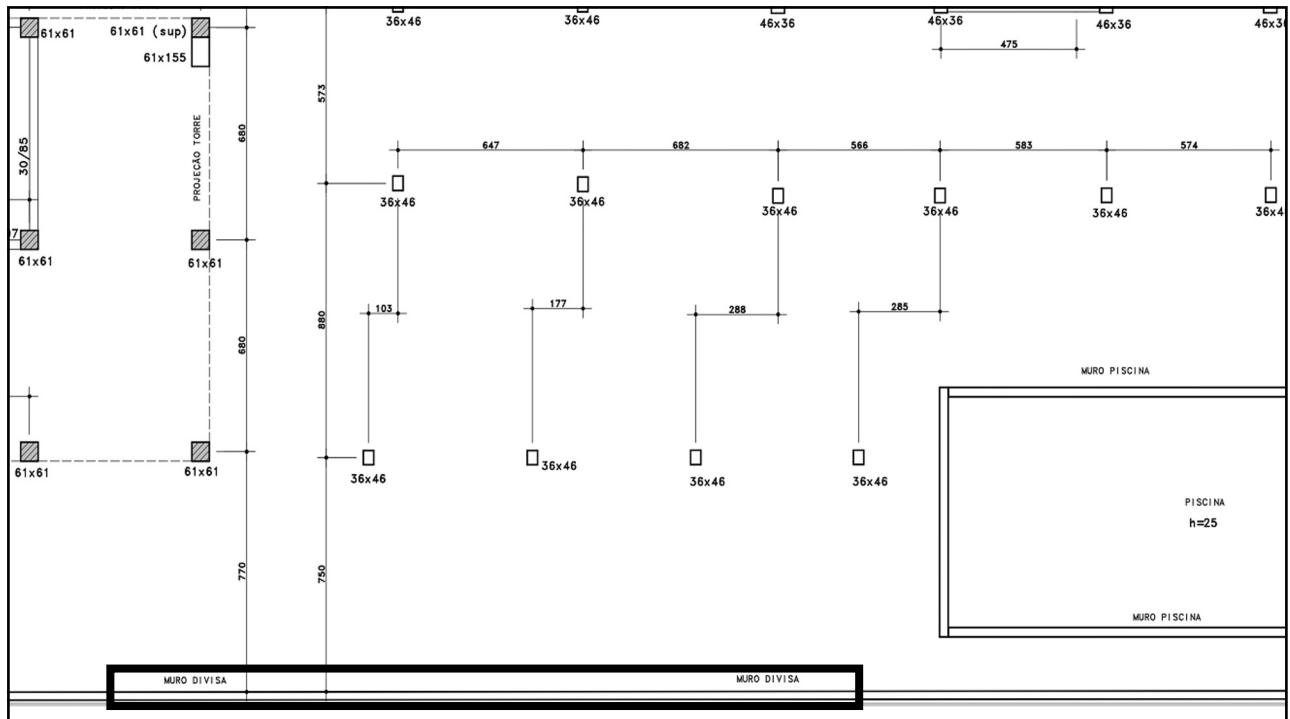 36x46
36x46
46x36
46x36
46x36
61x61
61x61 (sup)
61x155
475
573
680
PROJEÇÃO TORRE
30/85
647
682
566
583
574
36x46
36x46
36x46
36x46
36x46
61x61
61x61
103
177
288
285
880
680
MURO PISCINA
61x61
61x61
36x46
36x46
36x46
36x46
PISCINA
h=25
770
750
MURO PISCINA
MURO DIVISA
MURO DIVISA